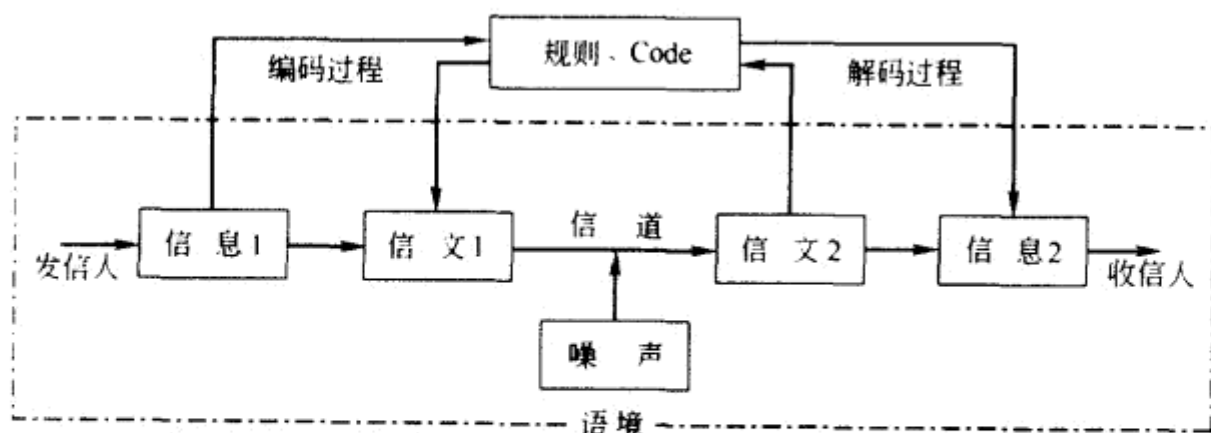 规则、Code
编码过程
解码过程
信息1
信文1
信道
信文2
信息2
发信人
收信人
噪声
语境